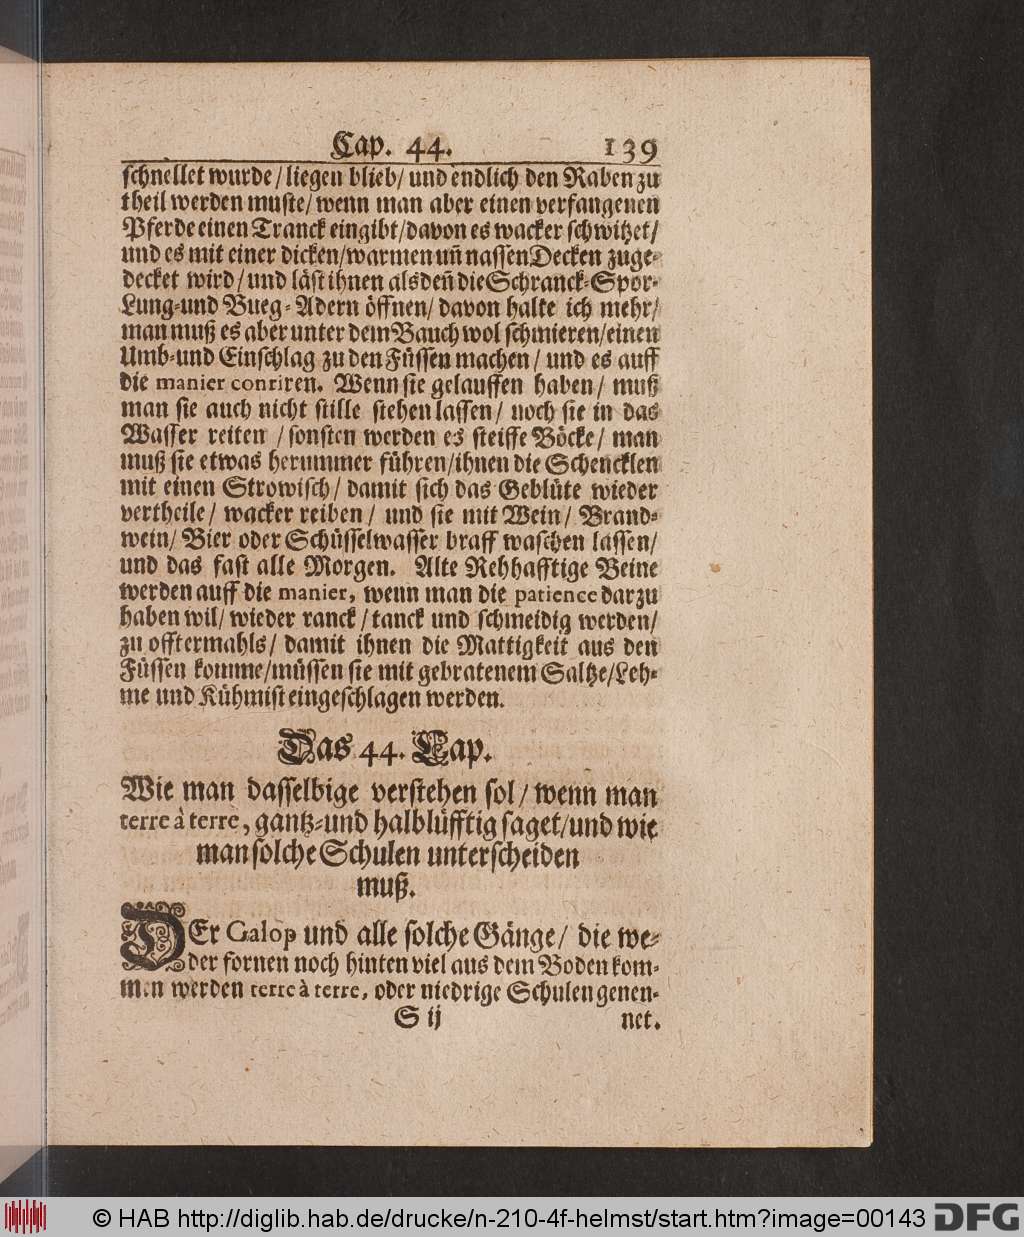 Cap. 44. 139
schnellet wurde/ liegen blieb/ und endlich den Raben zu
theil werden muste/ wenn man aber einen verfangenen
Pferde einen Tranck eingibt/ davon es wacker schwitzet/
und es mit einer dicken/ warmen uñ nassen Decken zuge-
decket wird/ und läst ihnen alsdeñ die Schranck-Spor-
Lung-und Bueg-Adern öffnen/ davon halte ich mehr/
man muß es aber unter dem Bauch wol schmieren/ einen
Umb-und Einschlag zu den Füssen machen/ und es auff
die manier conriren. Wenn sie gelauffen haben/ muß
man sie auch nicht stille stehen lassen/ noch sie in das
Wasser reiten/ sonsten werden es steiffe Böcke/ man
muß sie etwas herummer führen/ ihnen die Schencklen
mit einen Strowisch/ damit sich das Geblüte wieder
vertheile/ wacker reiben/ und sie mit Wein/ Brand-
wein/ Bier oder Schüsselwasser braff waschen lassen/
und das fast alle Morgen. Alte Rehhafftige Beine
werden auff die manier, wenn man die patience darzu
haben wil/ wieder ranck/ tanck und schmeidig werden/
zu offtermahls/ damit ihnen die Mattigkeit aus den
Füssen komme/ müssen sie mit gebratenem Saltze/ Leh-
me und Kühmist eingeschlagen werden.
Das 44. Cap.
Wie man dasselbige verstehen sol/ wenn man
terre à terre, gantz-und halblüfftig saget/ und wie
man solche Schulen unterscheiden
muß.
DEr Galop und alle solche Gänge/ die we-
der fornen noch hinten viel aus dem Boden kom-
men werden terre à terre, oder niedrige Schulen genen-
S ij net.
© HAB http://diglib.hab.de/drucke/n-210-4f-helmst/start.htm?image=00143 DFG